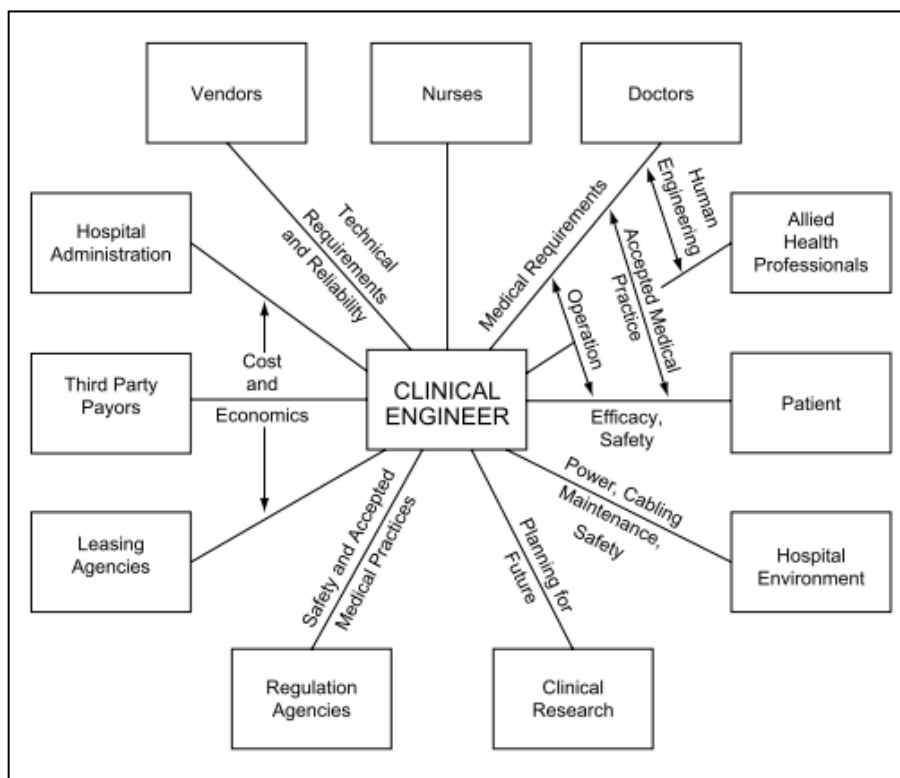 Vendors
Nurses
Doctors
Hospital
Administration
Technical
Requirements
and Reliability
Medical Requirements
Human
Engineering
Allied
Health
Professionals
Accepted Medical
Practice
Operation
Third Party
Payors
Cost
and
Economics
CLINICAL
ENGINEER
Efficacy,
Safety
Patient
Leasing
Agencies
Safety and Accepted
Medical Practices
Planning for
Future
Power, Cabling
Maintenance,
Safety
Hospital
Environment
Regulation
Agencies
Clinical
Research